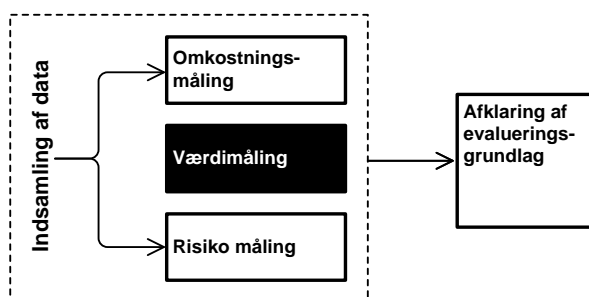 Indsamling af data
Omkostnings-
måling
Værdimåling
Risiko måling
Afklaring af
evaluerings-
grundlag